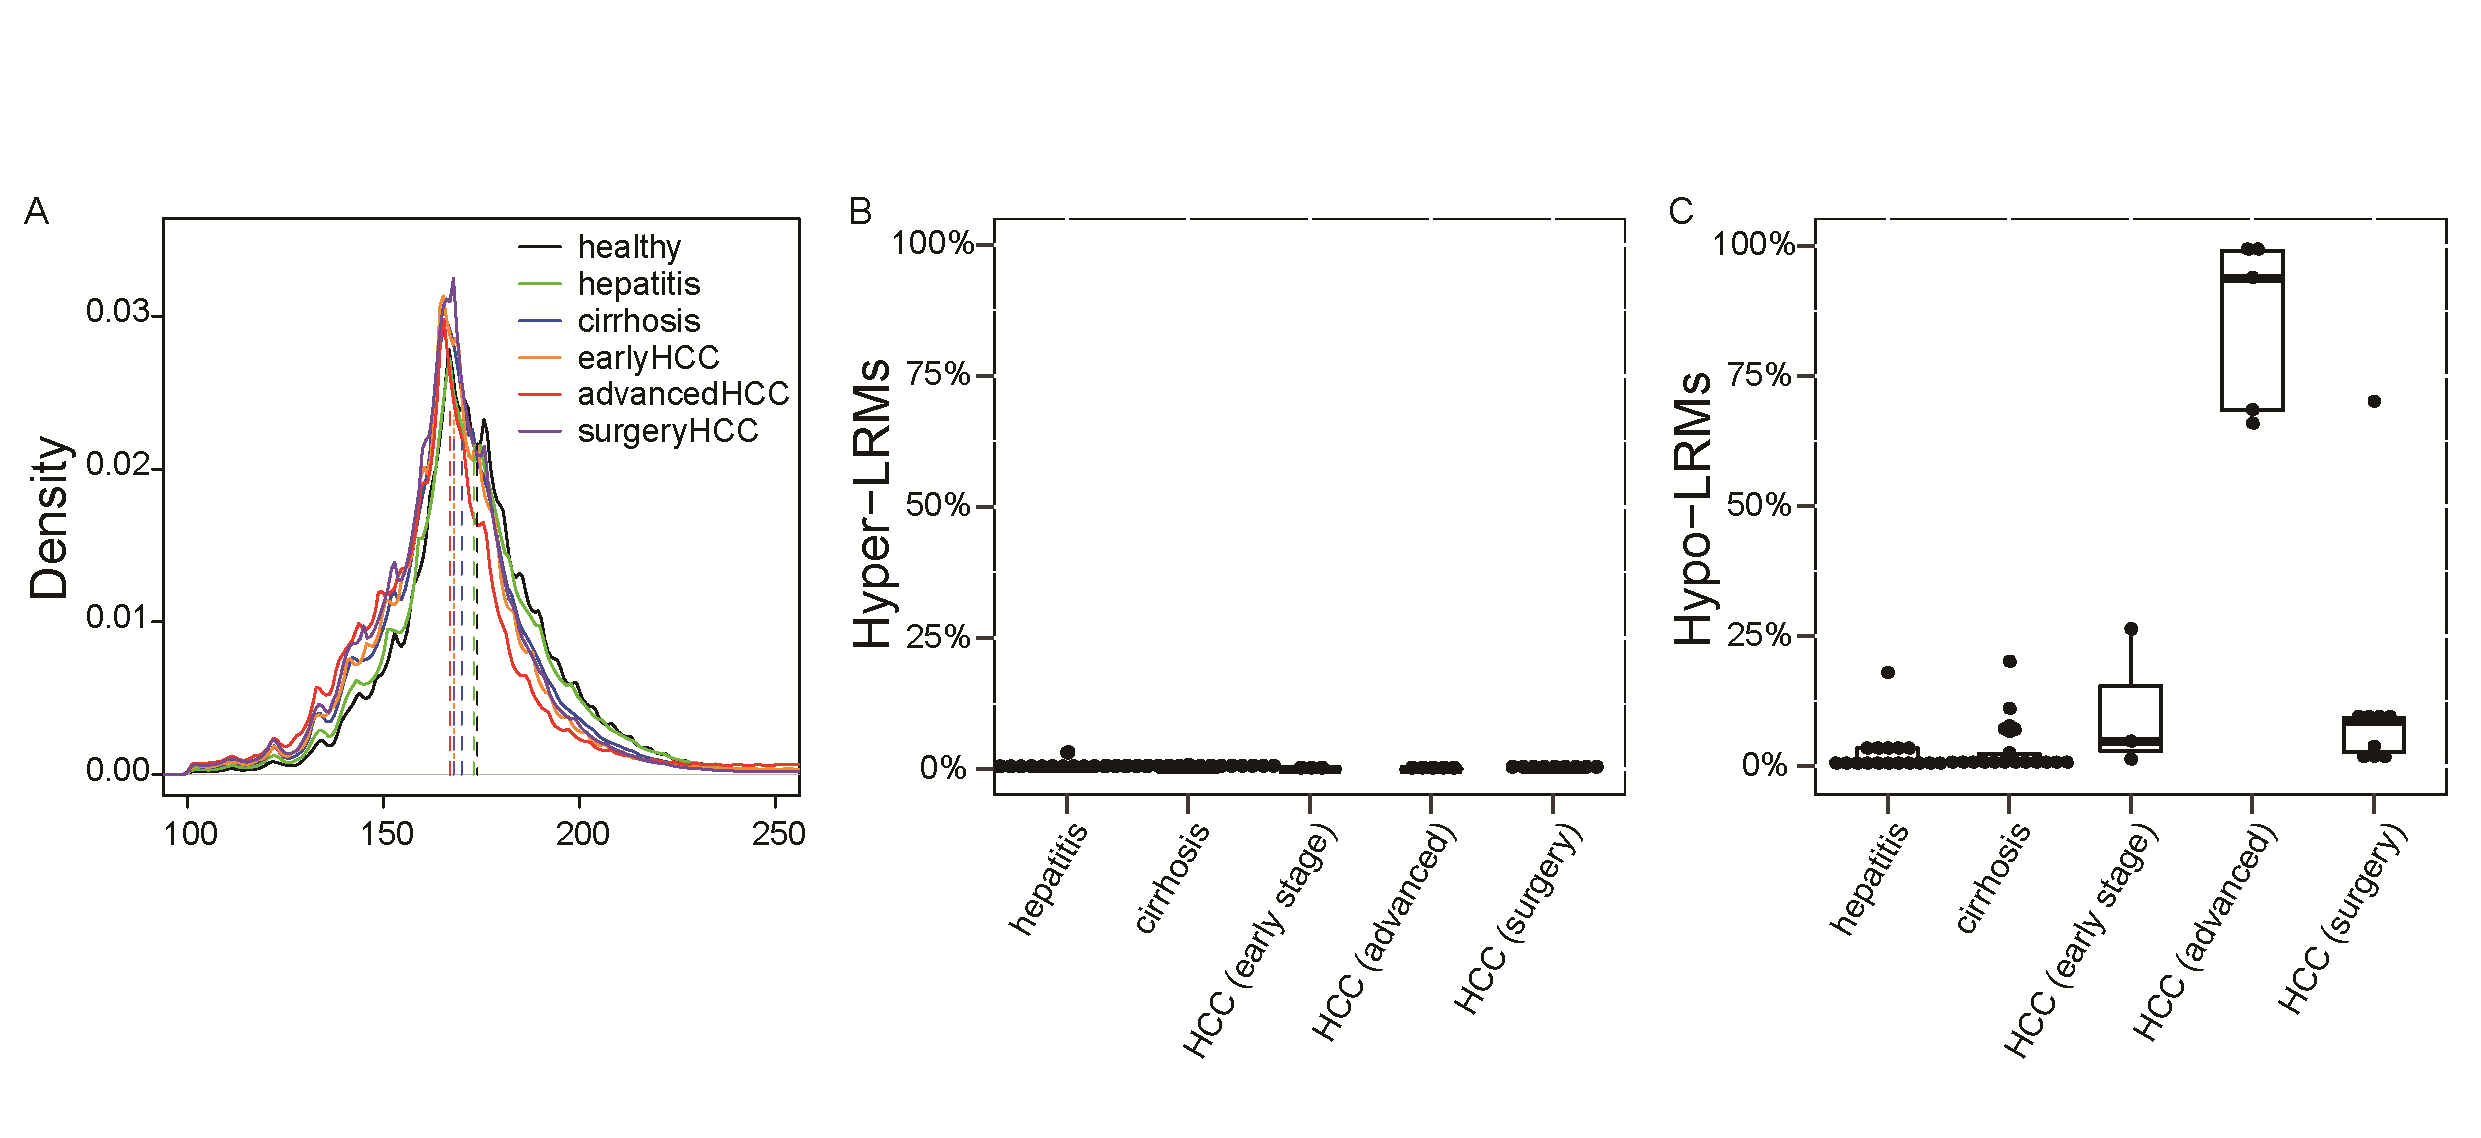 A
healthy
hepatitis
cirrhosis
earlyHCC
advancedHCC
surgeryHCC
Density
0.03
0.02
0.01
0.00
100
150
200
250
B
Hyper-LRMs
100%
75%
50%
25%
0%
hepatitis
cirrhosis
HCC (early stage)
HCC (advanced)
HCC (surgery)
C
Hypo-LRMs
100%
75%
50%
25%
0%
hepatitis
cirrhosis
HCC (early stage)
HCC (advanced)
HCC (surgery)